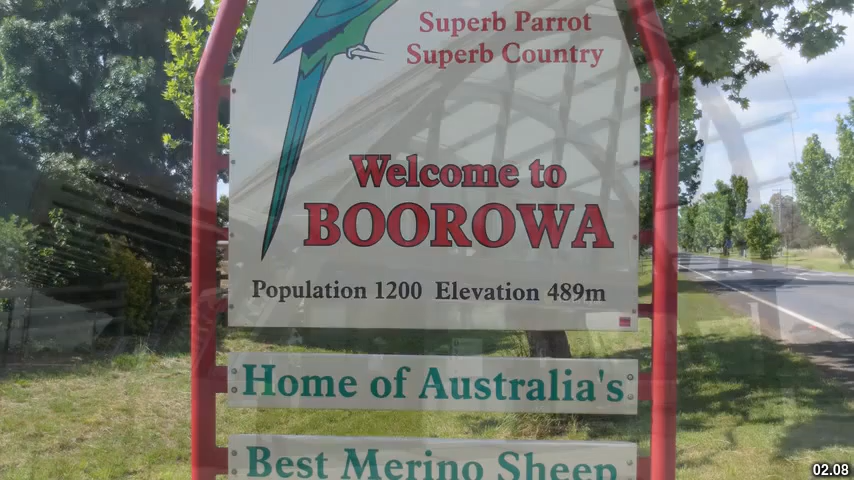 Superb Parrot
Superb Country
Welcome to
BOOROWA
Population 1200 Elevation 489m
Home of Australia's
Best Merino Sheep
02.08